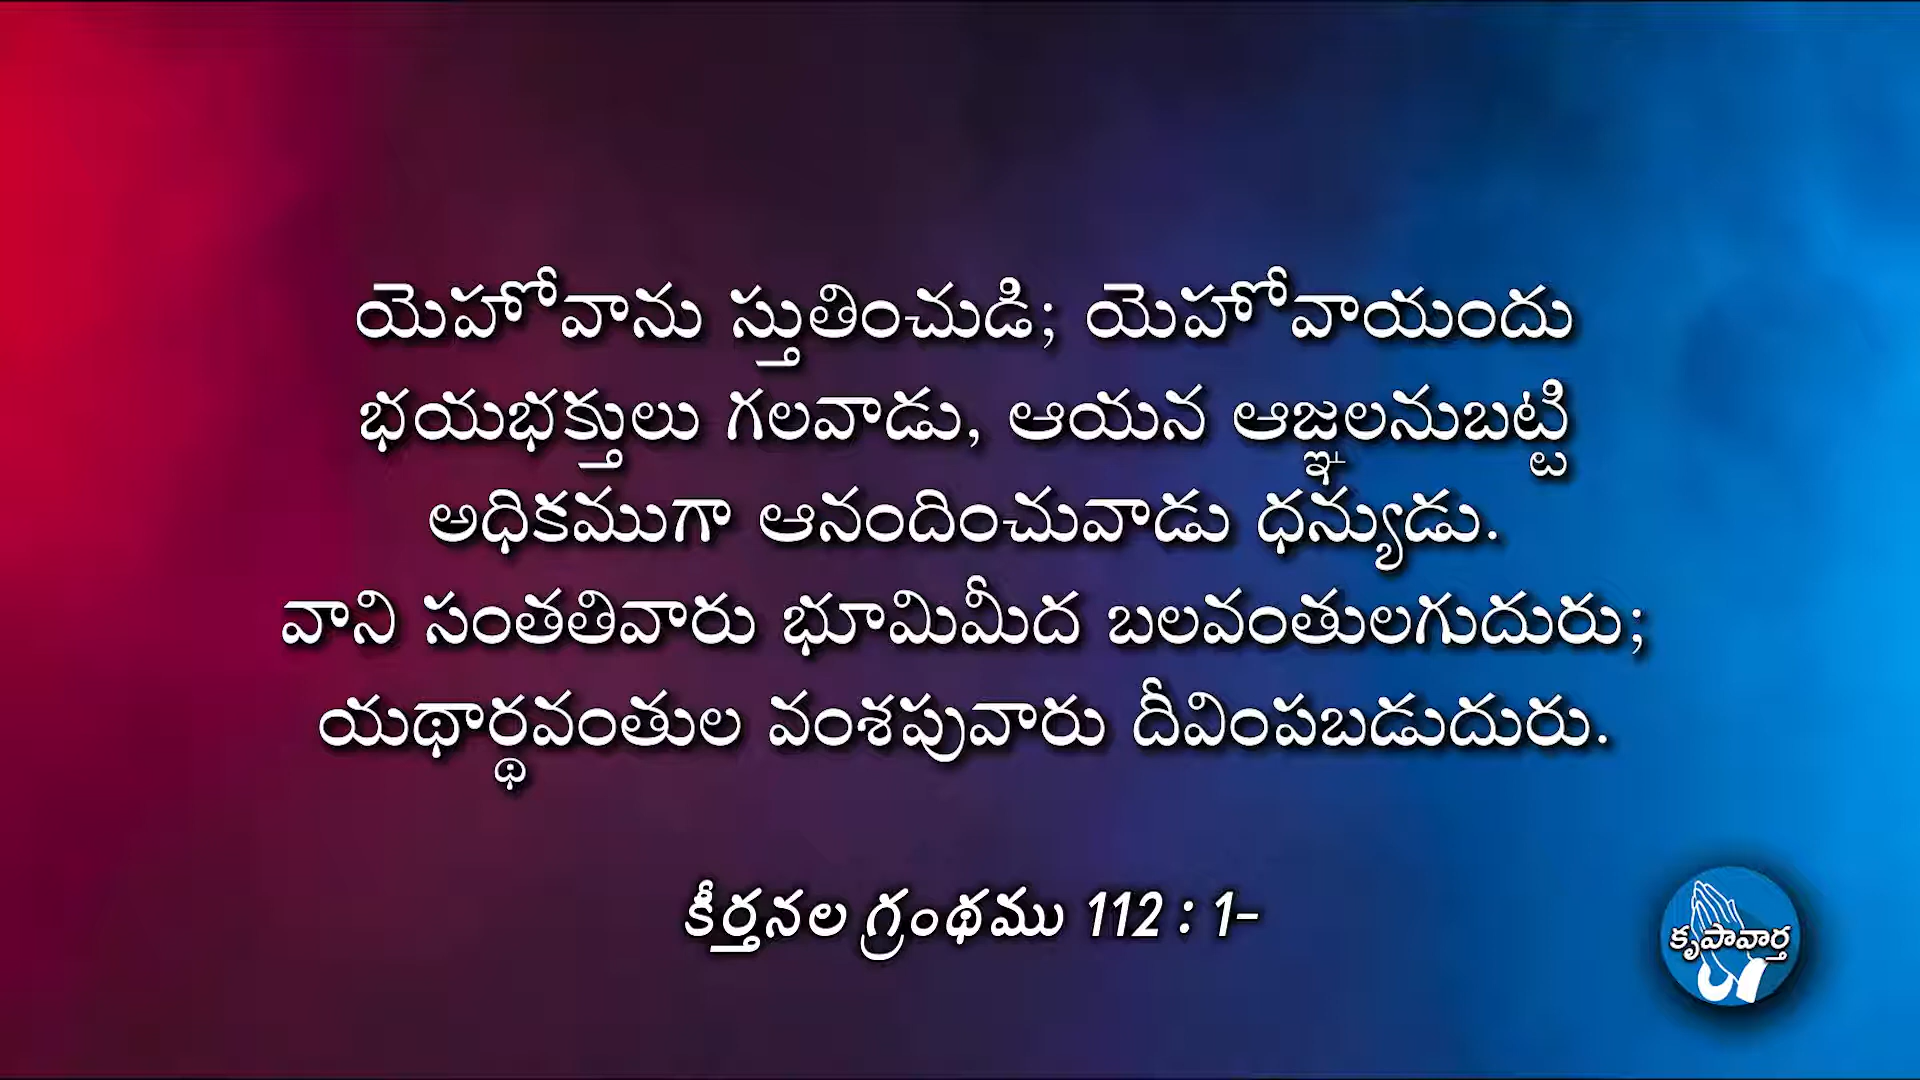 యెహోవాను స్తుతించుడి; యెహోవాయందు
భయభక్తులు గలవాడు, ఆయన ఆజ్ఞలనుబట్టి
అధికముగా ఆనందించువాడు ధన్యుడు.
వాని సంతతివారు భూమిమీద బలవంతులగుదురు;
యథార్థవంతుల వంశపువారు దీవింపబడుదురు.
కీర్తనల గ్రంథము 112 : 1-
కృపావార్త